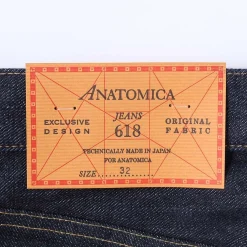 ANATOMICA
JEANS
EXCLUSIVE DESIGN
618
ORIGINAL FABRIC
TECHNICALLY MADE IN JAPAN
FOR ANATOMICA
SIZE 32